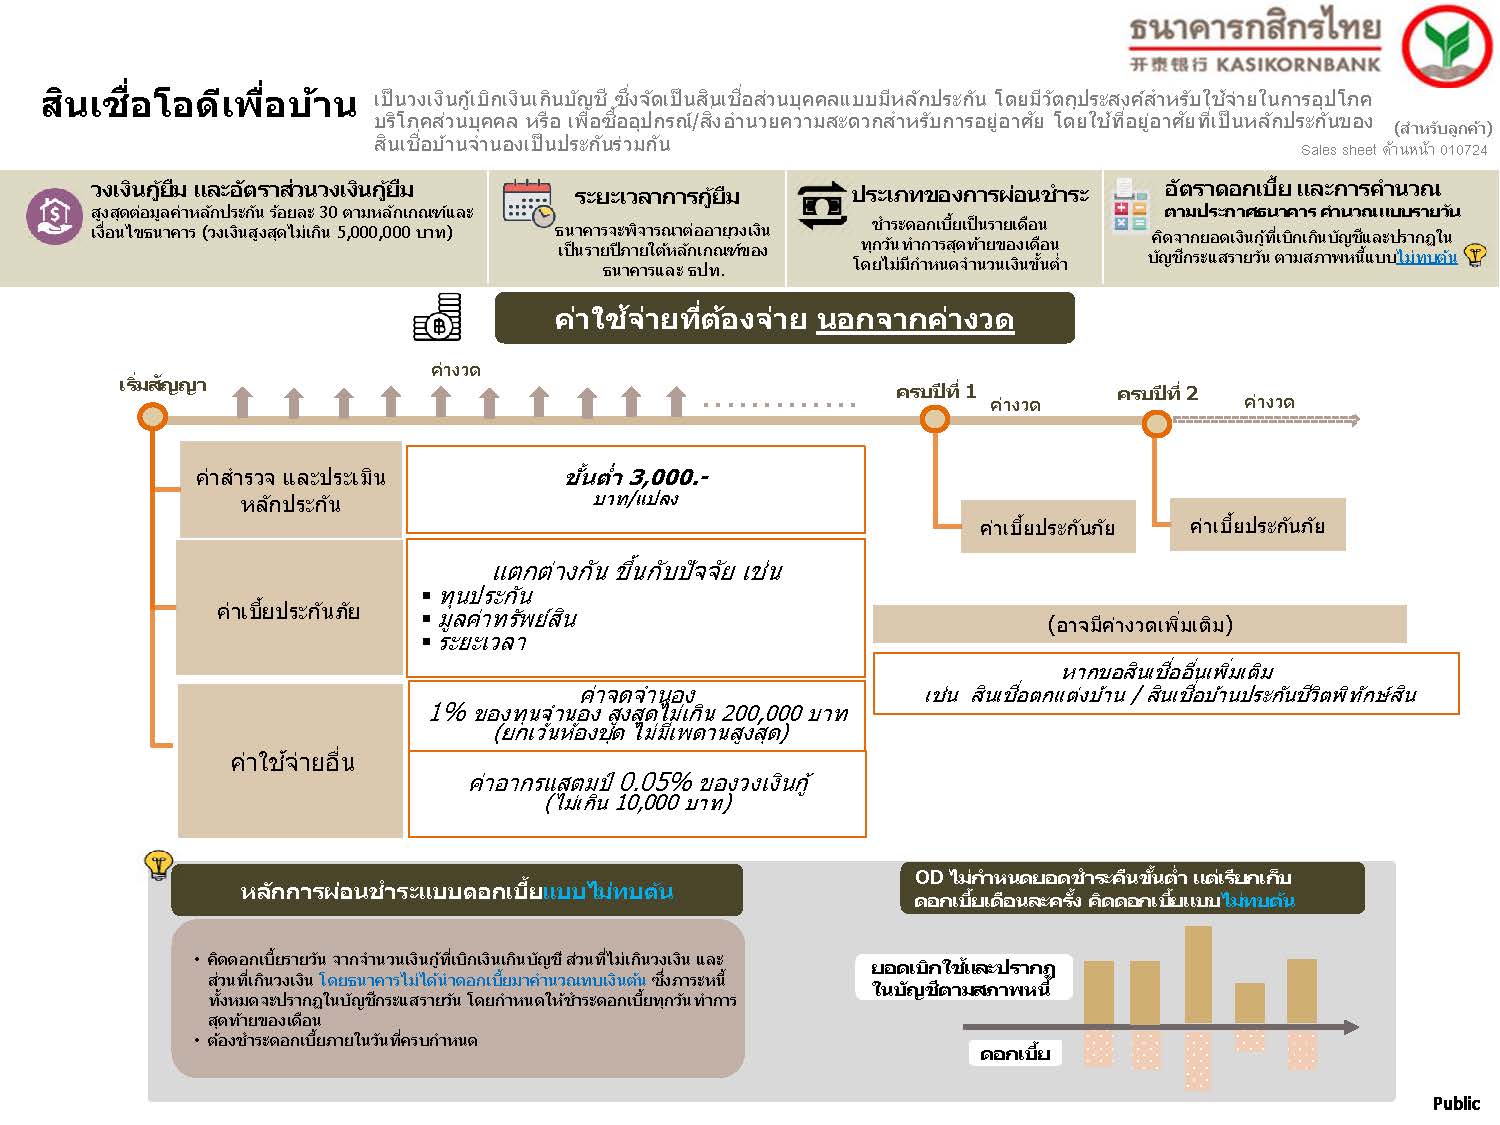 ธนาคารกสิกรไทย
开泰银行 KASIKORNBANK
สินเชื่อโอดีเพื่อบ้าน
เป็นวงเงินกู้เบิกเงินเกินบัญชี ซึ่งจัดเป็นสินเชื่อส่วนบุคคลแบบมีหลักประกัน โดยมีวัตถุประสงค์สำหรับใช้จ่ายในการอุปโภค
บริโภคส่วนบุคคล หรือ เพื่อซื้ออุปกรณ์/สิ่งอำนวยความสะดวกสำหรับการอยู่อาศัย โดยใช้ที่อยู่อาศัยที่เป็นหลักประกันของ
สินเชื่อบ้านจำนองเป็นประกันร่วมกัน
(สำหรับลูกค้า)
Sales sheet ด้านหน้า 010724
วงเงินกู้ยืม และอัตราส่วนวงเงินกู้ยืม
สูงสุดต่อมูลค่าหลักประกัน ร้อยละ 30 ตามหลักเกณฑ์และ
เงื่อนไขธนาคาร (วงเงินสูงสุดไม่เกิน 5,000,000 บาท)
ระยะเวลาการกู้ยืม
ธนาคารจะพิจารณาต่ออายุวงเงิน
เป็นรายปีภายใต้หลักเกณฑ์ของ
ธนาคารและ ธปท.
ประเภทของการผ่อนชำระ
ชำระดอกเบี้ยเป็นรายเดือน
ทุกวันทำการสุดท้ายของเดือน
โดยไม่มีกำหนดจำนวนเงินขั้นต่ำ
อัตราดอกเบี้ย และการคำนวณ
ตามประกาศธนาคาร คำนวณแบบรายวัน
คิดจากยอดเงินกู้ที่เบิกเกินบัญชีและปรากฏใน
บัญชีกระแสรายวัน ตามสภาพหนี้แบบไม่ทบต้น
ค่าใช้จ่ายที่ต้องจ่าย นอกจากค่างวด
เริ่มสัญญา
ค่างวด
ครบปีที่ 1
ค่างวด
ครบปีที่ 2
ค่างวด
ค่าสำรวจ และประเมิน
หลักประกัน
ขั้นต่ำ 3,000.-
บาท/แปลง
ค่าเบี้ยประกันภัย
ค่าเบี้ยประกันภัย
ค่าเบี้ยประกันภัย
แตกต่างกัน ขึ้นกับปัจจัย เช่น
▪ ทุนประกัน
▪ มูลค่าทรัพย์สิน
▪ ระยะเวลา
(อาจมีค่างวดเพิ่มเติม)
หากขอสินเชื่ออื่นเพิ่มเติม
เช่น สินเชื่อตกแต่งบ้าน / สินเชื่อบ้านประกันชีวิตพิทักษ์สิน
ค่าใช้จ่ายอื่น
ค่าจดจำนอง
1% ของทุนจำนอง สูงสุดไม่เกิน 200,000 บาท
(ยกเว้นห้องชุด ไม่มีเพดานสูงสุด)
ค่าอากรแสตมป์ 0.05% ของวงเงินกู้
(ไม่เกิน 10,000 บาท)
หลักการผ่อนชำระแบบดอกเบี้ยแบบไม่ทบต้น
• คิดดอกเบี้ยรายวัน จากจำนวนเงินกู้ที่เบิกเงินเกินบัญชี ส่วนที่ไม่เกินวงเงิน และ
ส่วนที่เกินวงเงิน โดยธนาคารไม่ได้นำดอกเบี้ยมาคำนวณทบเงินต้น ซึ่งภาระหนี้
ทั้งหมดจะปรากฏในบัญชีกระแสรายวัน โดยกำหนดให้ชำระดอกเบี้ยทุกวันทำการ
สุดท้ายของเดือน
• ต้องชำระดอกเบี้ยภายในวันที่ครบกำหนด
OD ไม่กำหนดยอดชำระคืนขั้นต่ำ แต่เรียกเก็บ
ดอกเบี้ยเดือนละครั้ง คิดดอกเบี้ยแบบไม่ทบต้น
ยอดเบิกใช้และปรากฏ
ในบัญชีตามสภาพหนี้
ดอกเบี้ย
Public